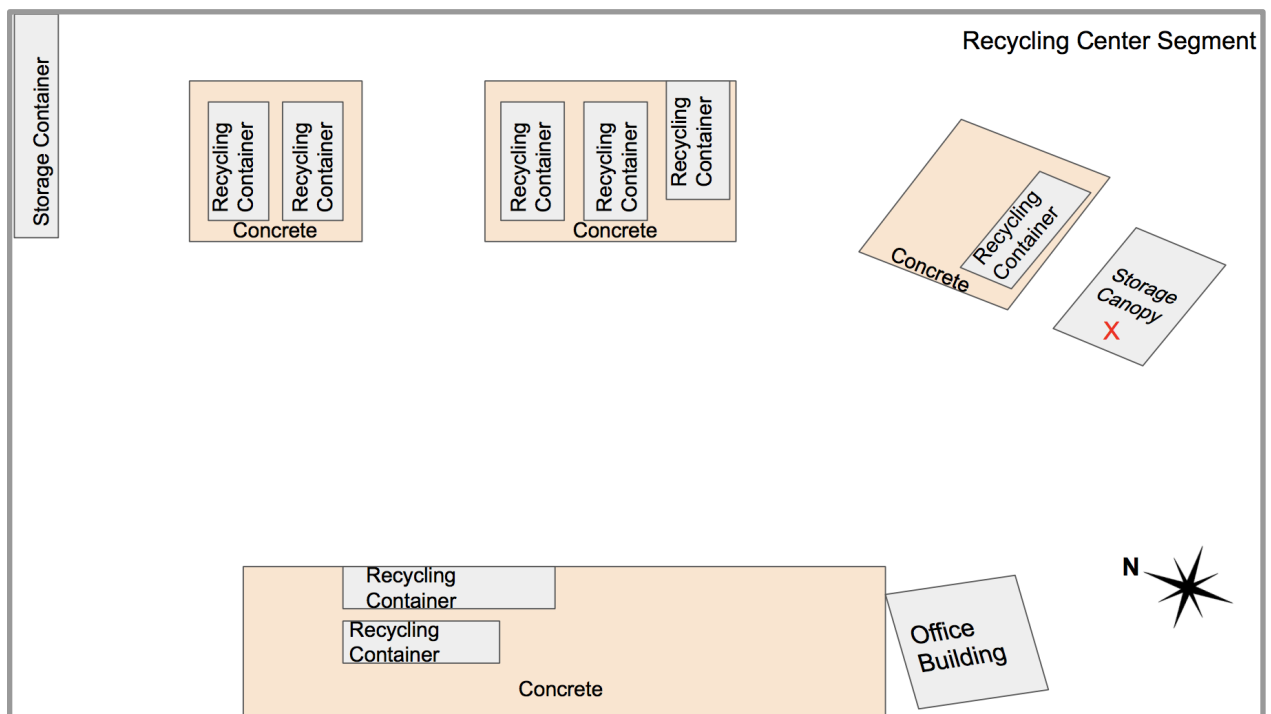 Recycling Center Segment
Storage Container
Recycling
Container
Recycling
Container
Concrete
Recycling
Container
Recycling
Container
Recycling
Container
Concrete
Recycling
Container
Concrete
Storage
Canopy
X
N
Recycling
Container
Recycling
Container
Concrete
Office
Building